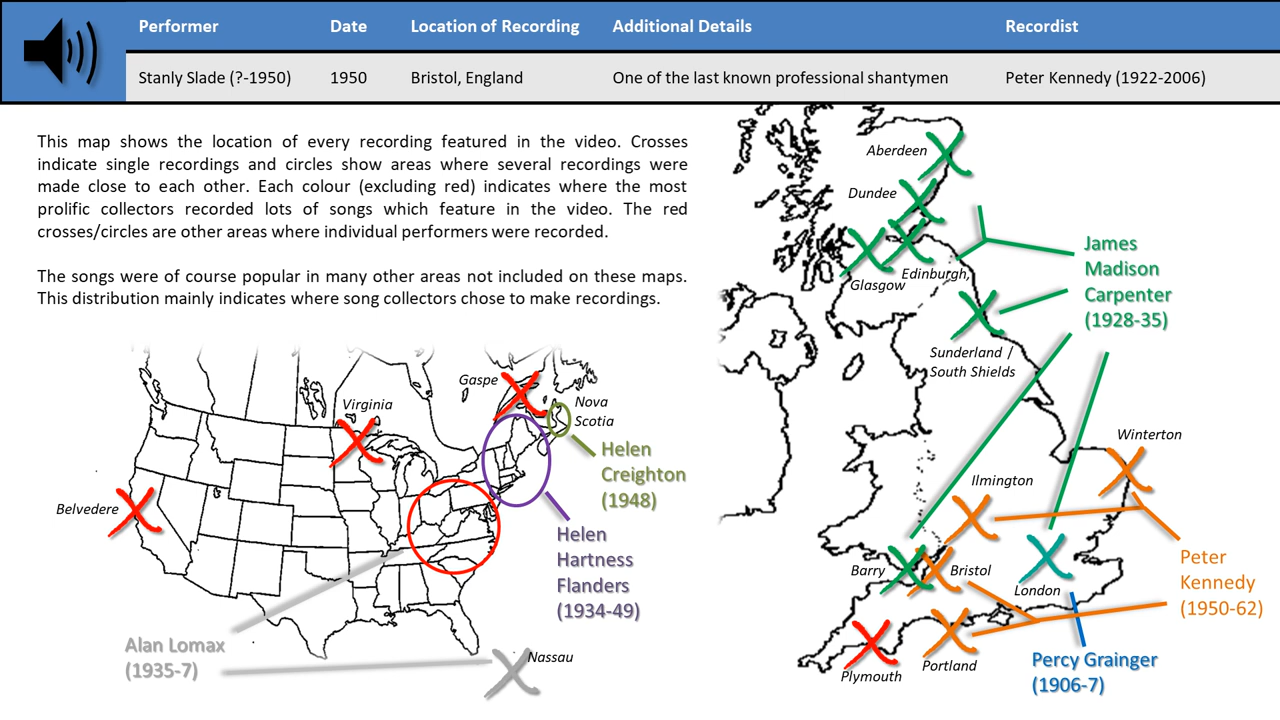 Performer Date Location of Recording Additional Details Recordist
Stanly Slade (?-1950) 1950 Bristol, England One of the last known professional shantymen Peter Kennedy (1922-2006)
This map shows the location of every recording featured in the video. Crosses
indicate single recordings and circles show areas where several recordings were
made close to each other. Each colour (excluding red) indicates where the most
prolific collectors recorded lots of songs which feature in the video. The red
crosses/circles are other areas where individual performers were recorded.
The songs were of course popular in many other areas not included on these maps.
This distribution mainly indicates where song collectors chose to make recordings.
Gaspe
Virginia
Nova
Scotia
Belvedere
Helen
Creighton
(1948)
Helen
Hartness
Flanders
(1934-49)
Alan Lomax
(1935-7)
Nassau
Aberdeen
Dundee
Edinburgh
Glasgow
James
Madison
Carpenter
(1928-35)
Sunderland /
South Shields
Winterton
Ilmington
Barry
Bristol
London
Peter
Kennedy
(1950-62)
Portland
Plymouth
Percy Grainger
(1906-7)